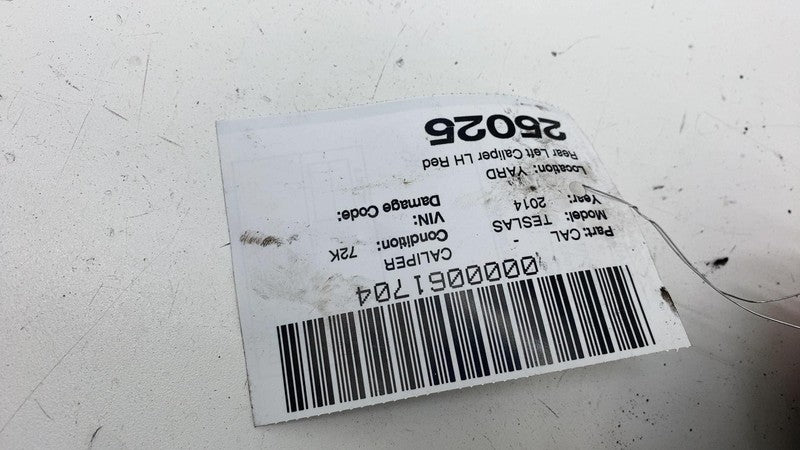 0000061704
Part: CAL CALIPER
Model: TESLAS Condition: 72K
Year: 2014 VIN:
Location: YARD Damage Code:
Rear Left Caliper LH Red
25025